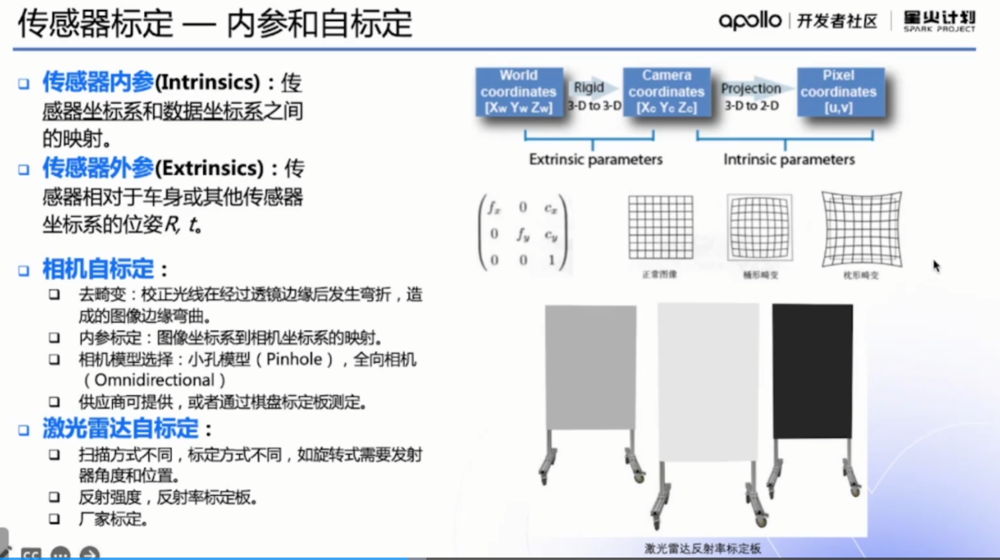 传感器标定 — 内参和自标定
apollo 开发者社区 星火计划
SPARK PROJECT
传感器内参(Intrinsics)：传
感器坐标系和数据坐标系之间
的映射。
传感器外参(Extrinsics)：传
感器相对于车身或其他传感器
坐标系的位姿R, t。
相机自标定：
去畸变：校正光线在经过透镜边缘后发生弯折，造
成的图像边缘弯曲。
内参标定：图像坐标系到相机坐标系的映射。
相机模型选择：小孔模型（Pinhole），全向相机
（Omnidirectional）
供应商可提供，或者通过棋盘标定板测定。
激光雷达自标定：
扫描方式不同，标定方式不同，如旋转式需要发射
器角度和位置。
反射强度，反射率标定板。
厂家标定。
World
coordinates
[Xw Yw Zw]
Rigid
3-D to 3-D
Camera
coordinates
[Xc Yc Zc]
Projection
3-D to 2-D
Pixel
coordinates
[u,v]
Extrinsic parameters
Intrinsic parameters
fx 0 cx
0 fy cy
0 0 1
正常图像
桶形畸变
枕形畸变
激光雷达反射率标定板
CC